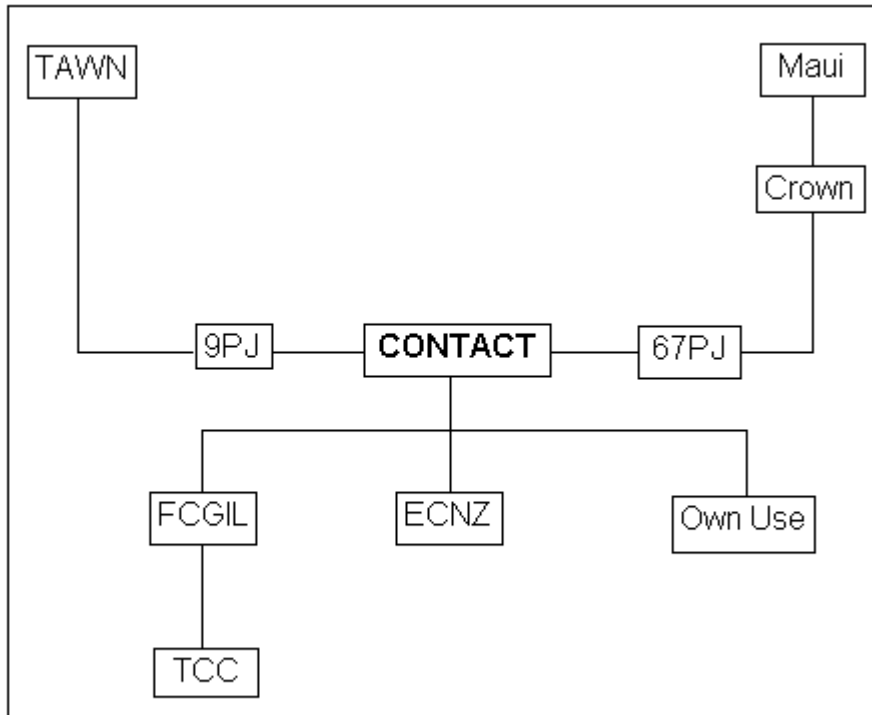 TAWN
Maui
Crown
9PJ
CONTACT
67PJ
FCGIL
ECNZ
Own Use
TCC